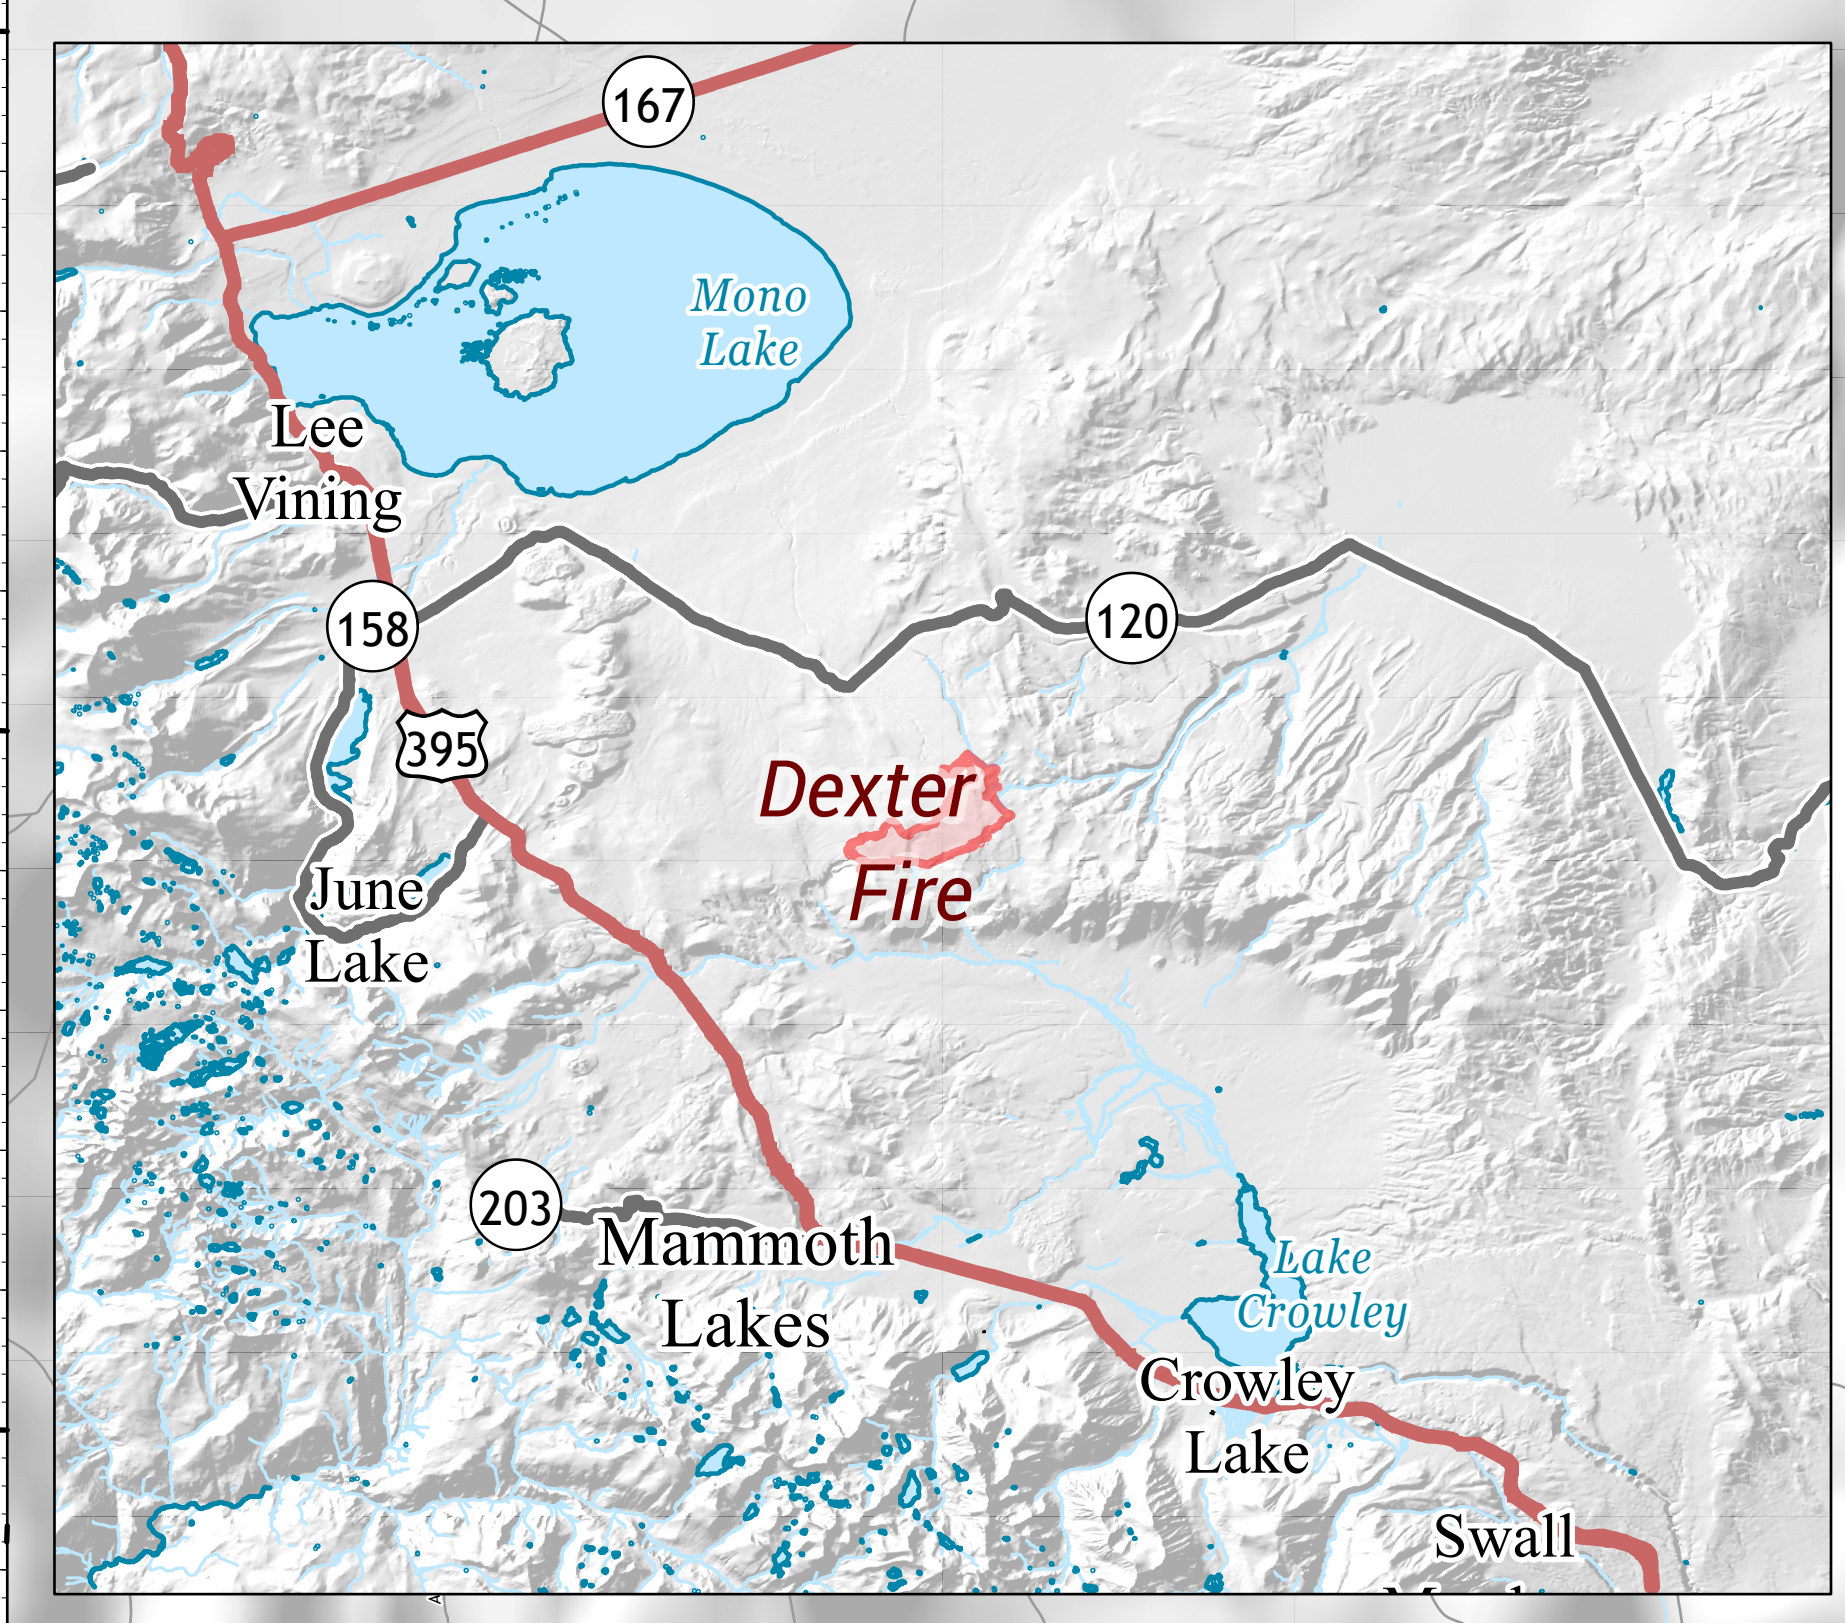 167
Mono
Lake
Lee
Vining
158
120
395
Dexter
Fire
June
Lake
203
Mammoth
Lakes
Lake
Crowley
Crowley
Lake
Swall